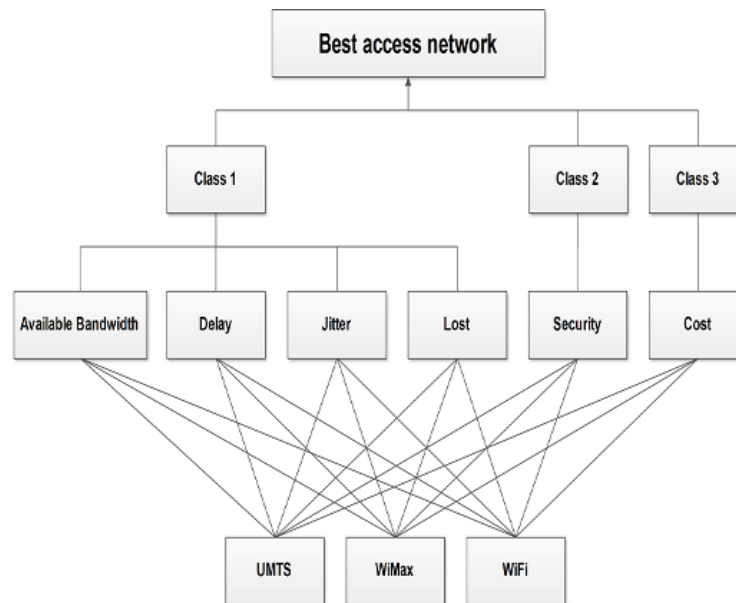 Best access network
Class 1
Class 2
Class 3
Available Bandwidth
Delay
Jitter
Lost
Security
Cost
UMTS
WiMax
WiFi